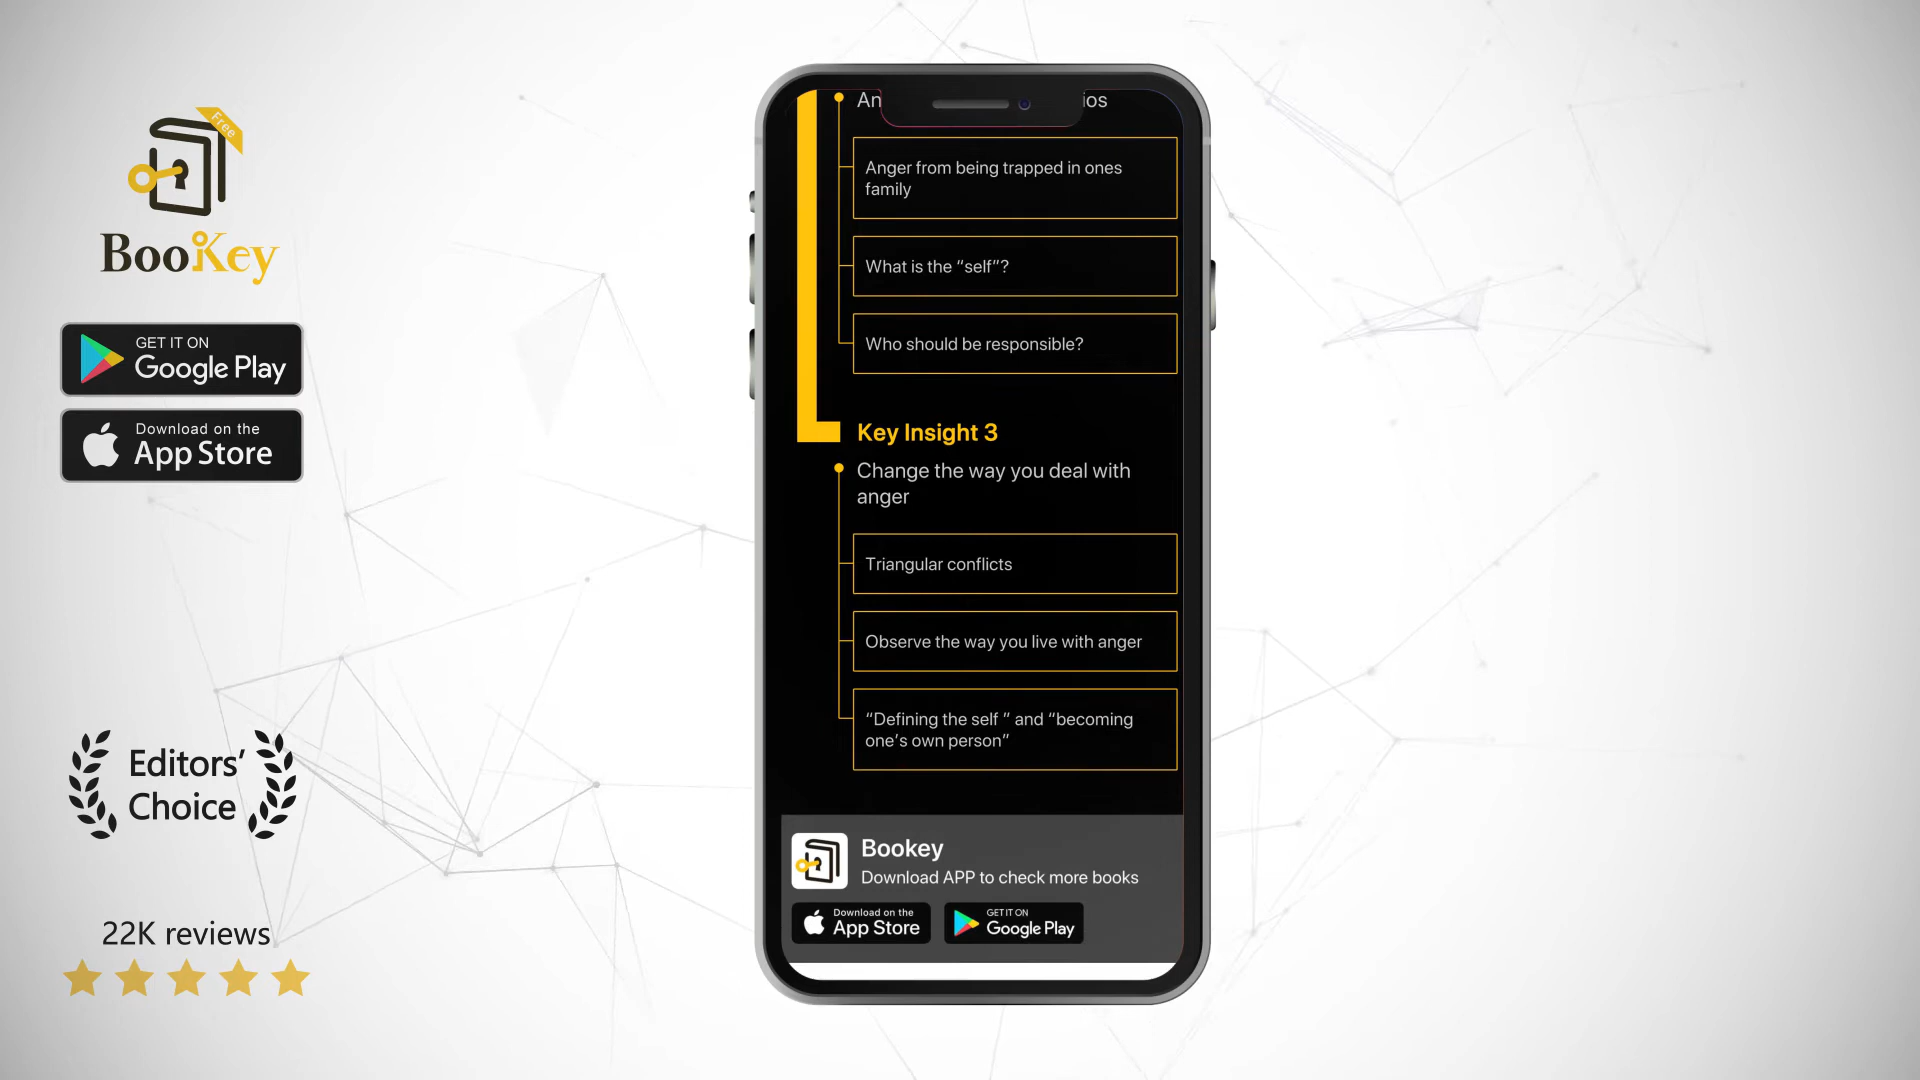 Free
Bookey
GET IT ON
Google Play
Download on the
App Store
Editors’
Choice
22K reviews
Anger from being trapped in ones
family
What is the “self”?
Who should be responsible?
Key Insight 3
Change the way you deal with
anger
Triangular conflicts
Observe the way you live with anger
“Defining the self ” and “becoming
one’s own person”
Bookey
Download APP to check more books
Download on the
App Store
GET IT ON
Google Play